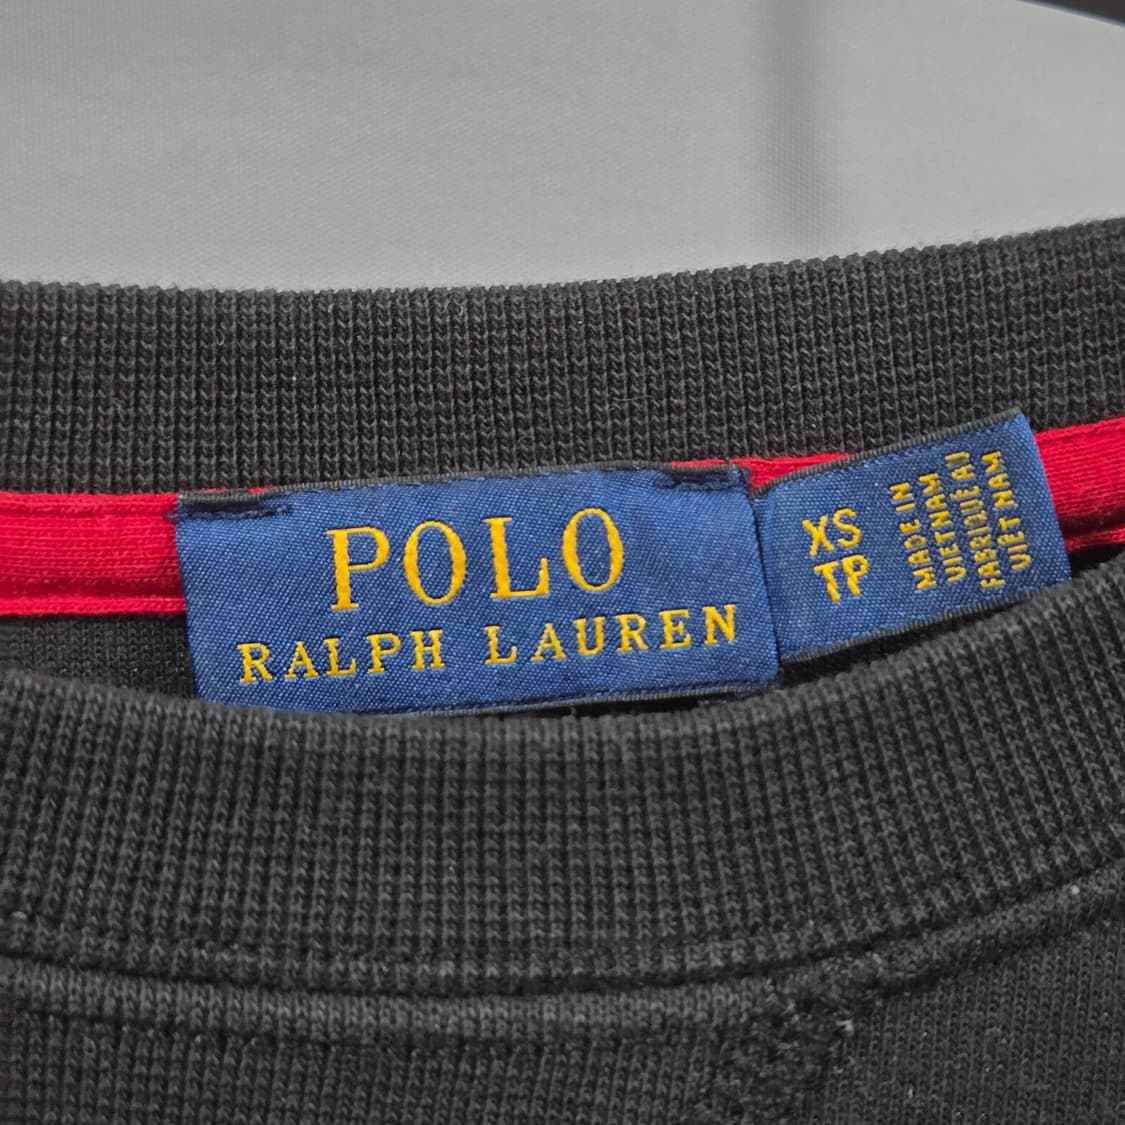 POLO
RALPH LAUREN
XS
TP
MADE IN
VIETNAM
FABRIQUÉ AU
VIÊT NAM